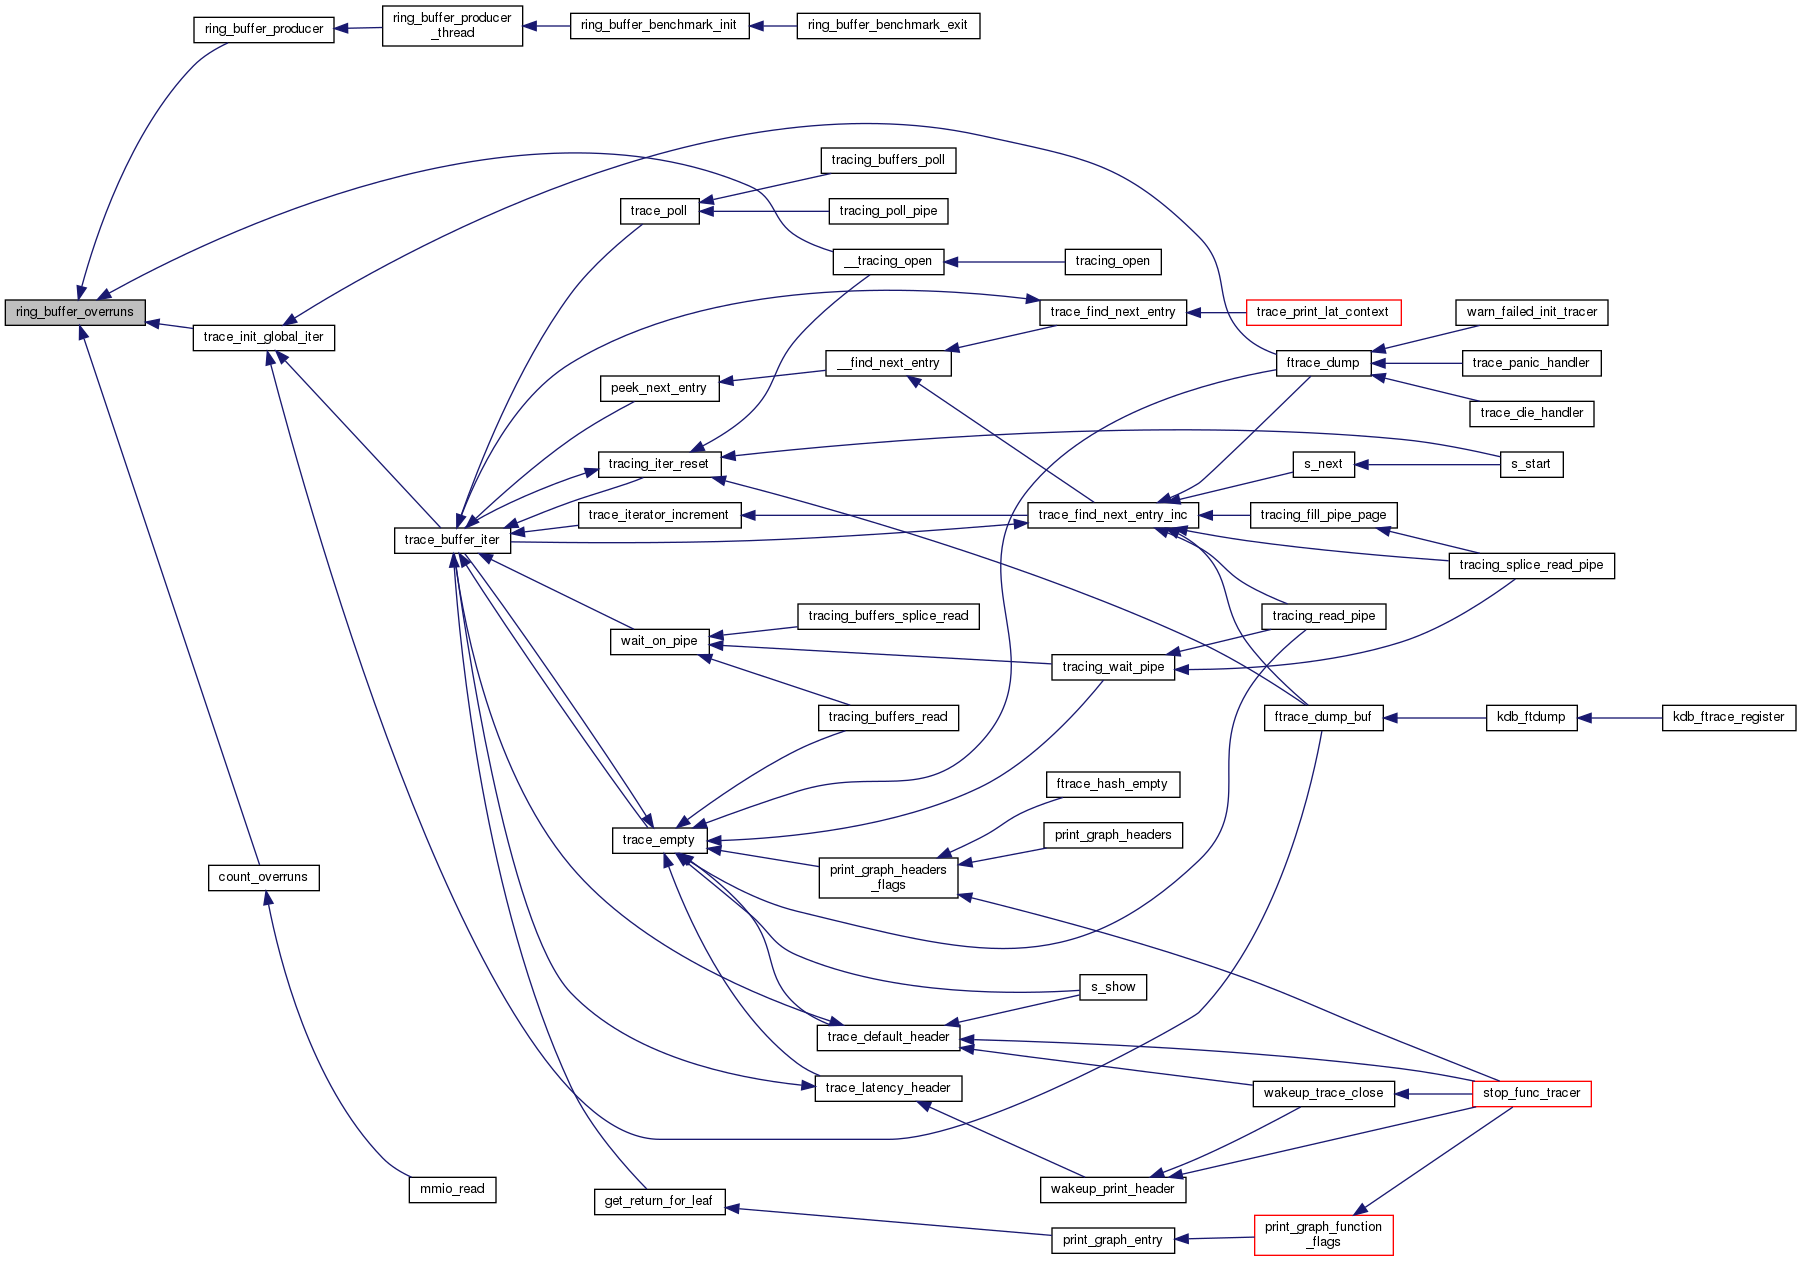 ring_buffer_producer
ring_buffer_producer
_thread
ring_buffer_benchmark_init
ring_buffer_benchmark_exit
tracing_buffers_poll
trace_poll
tracing_poll_pipe
__tracing_open
tracing_open
ring_buffer_overruns
trace_init_global_iter
trace_find_next_entry
trace_print_lat_context
warn_failed_init_tracer
__find_next_entry
ftrace_dump
trace_panic_handler
peek_next_entry
trace_die_handler
tracing_iter_reset
s_next
s_start
trace_iterator_increment
trace_find_next_entry_inc
tracing_fill_pipe_page
trace_buffer_iter
tracing_splice_read_pipe
tracing_buffers_splice_read
tracing_read_pipe
wait_on_pipe
tracing_wait_pipe
tracing_buffers_read
ftrace_dump_buf
kdb_ftdump
kdb_ftrace_register
ftrace_hash_empty
trace_empty
print_graph_headers
print_graph_headers
_flags
count_overruns
s_show
trace_default_header
trace_latency_header
wakeup_trace_close
stop_func_tracer
mmio_read
get_return_for_leaf
wakeup_print_header
print_graph_entry
print_graph_function
_flags